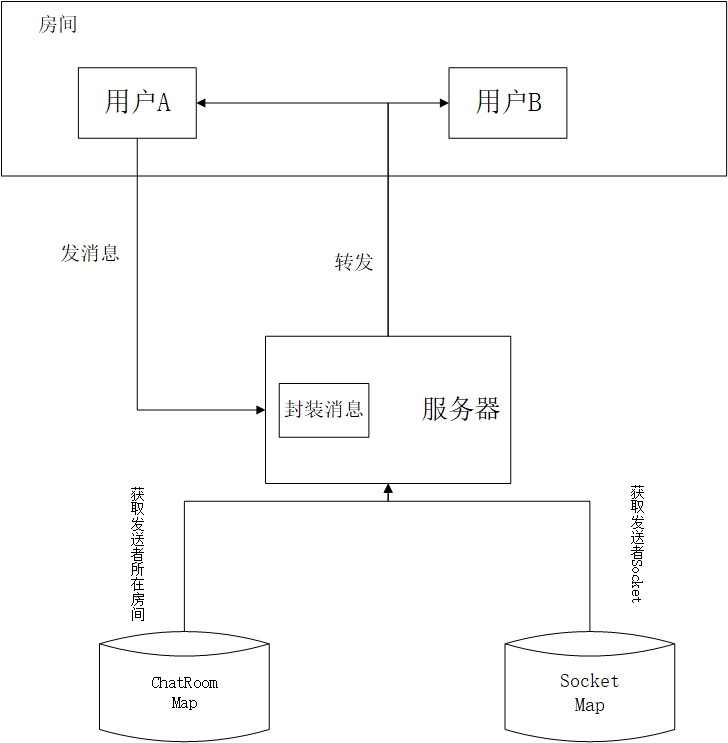 房间
用户A
用户B
发消息
转发
封装消息
服务器
获取发送者所在房间
获取发送者Socket
ChatRoom
Map
Socket
Map